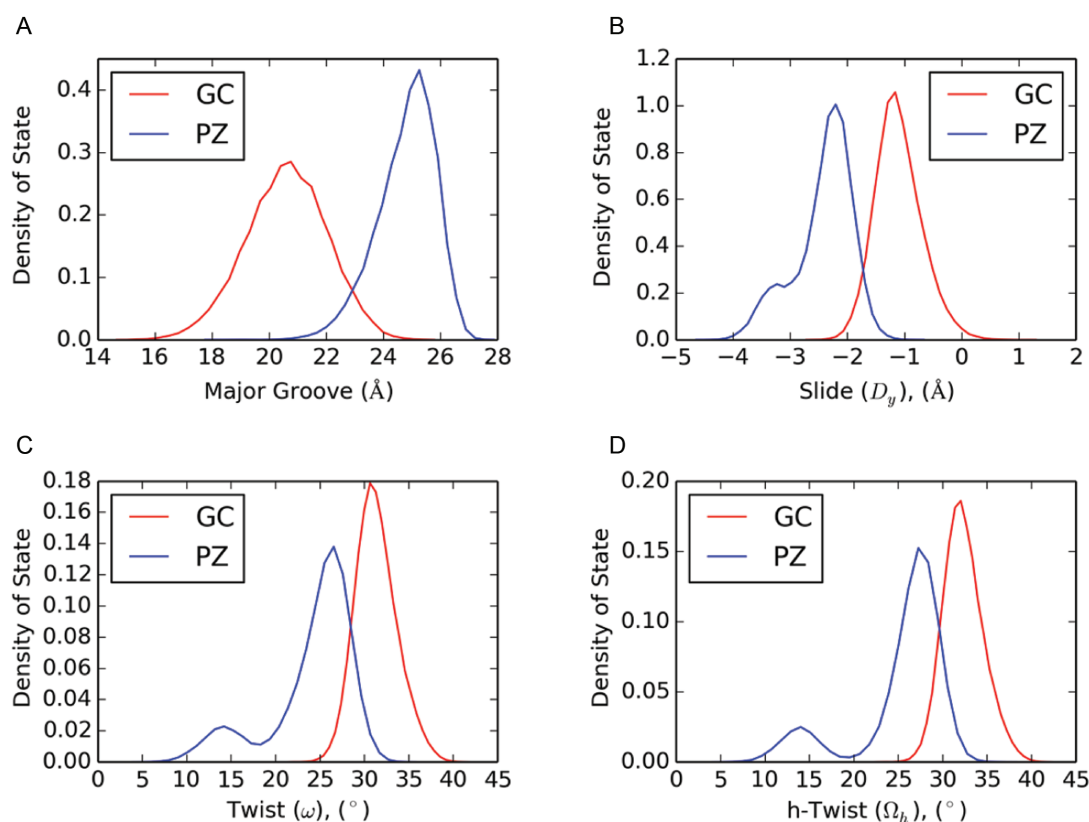 A
B
0.4
0.3
0.2
0.1
0.0
GC
PZ
14 16 18 20 22 24 26 28
Major Groove (Å)
Density of State
1.2
1.0
0.8
0.6
0.4
0.2
0.0
GC
PZ
−5 −4 −3 −2 −1 0 1 2
Slide (Dy), (Å)
Density of State
C
D
0.18
0.16
0.14
0.12
0.10
0.08
0.06
0.04
0.02
0.00
GC
PZ
0 5 10 15 20 25 30 35 40 45
Twist (ω), (°)
Density of State
0.20
0.15
0.10
0.05
0.00
GC
PZ
0 5 10 15 20 25 30 35 40 45
h-Twist (Ωh), (°)
Density of State